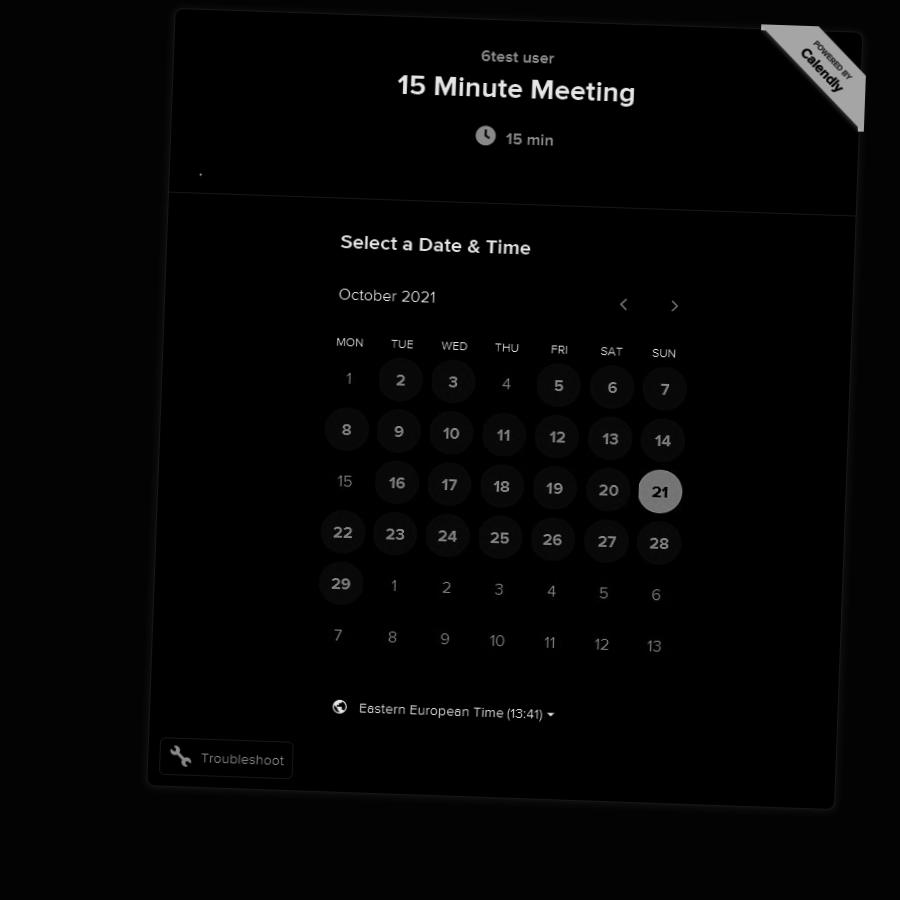 6test user
15 Minute Meeting
15 min
POWERED BY
Calendly
Select a Date & Time
October 2021
MON TUE WED THU FRI SAT SUN
1 2 3 4 5 6 7
8 9 10 11 12 13 14
15 16 17 18 19 20 21
22 23 24 25 26 27 28
29 1 2 3 4 5 6
7 8 9 10 11 12 13
Eastern European Time (13:41)
Troubleshoot